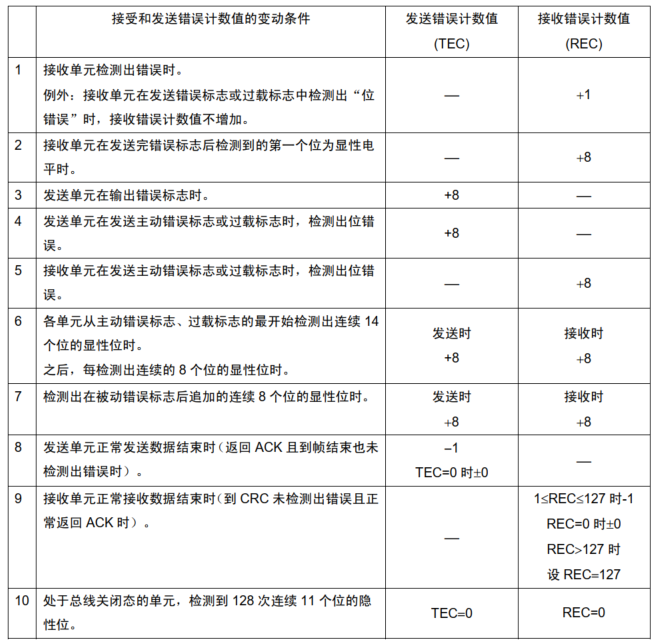 接受和发送错误计数值的变动条件 发送错误计数值 接收错误计数值
(TEC) (REC)
1 接收单元检测出错误时。
例外：接收单元在发送错误标志或过载标志中检测出“位 — +1
错误”时，接收错误计数值不增加。
2 接收单元在发送完错误标志后检测到的第一个位为显性电 — +8
平时。
3 发送单元在输出错误标志时。 +8 —
4 发送单元在发送主动错误标志或过载标志时，检测出位错 +8 —
误。
5 接收单元在发送主动错误标志或过载标志时，检测出位错 — +8
误。
6 各单元从主动错误标志、过载标志的最开始检测出连续 14 发送时 接收时
个位的显性位时。 +8 +8
之后，每检测出连续的 8 个位的显性位时。
7 检测出在被动错误标志后追加的连续 8 个位的显性位时。 发送时 接收时
+8 +8
8 发送单元正常发送数据结束时（返回 ACK 且到帧结束也未 –1 —
检测出错误时）。 TEC=0 时±0
9 接收单元正常接收数据结束时（到 CRC 未检测出错误且正 — 1≤REC≤127 时-1
常返回 ACK 时）。 REC=0 时±0
REC>127 时
设 REC=127
10 处于总线关闭态的单元，检测到 128 次连续 11 个位的隐 TEC=0 REC=0
性位。